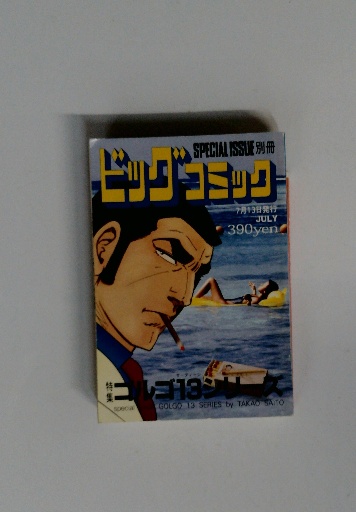 SPECIAL ISSUE 別冊
ビッグコミック
7月13日発行
JULY
390yen
特集
ゴルゴ13シリーズ
GOLGO 13 SERIES by TAKAO SAITO